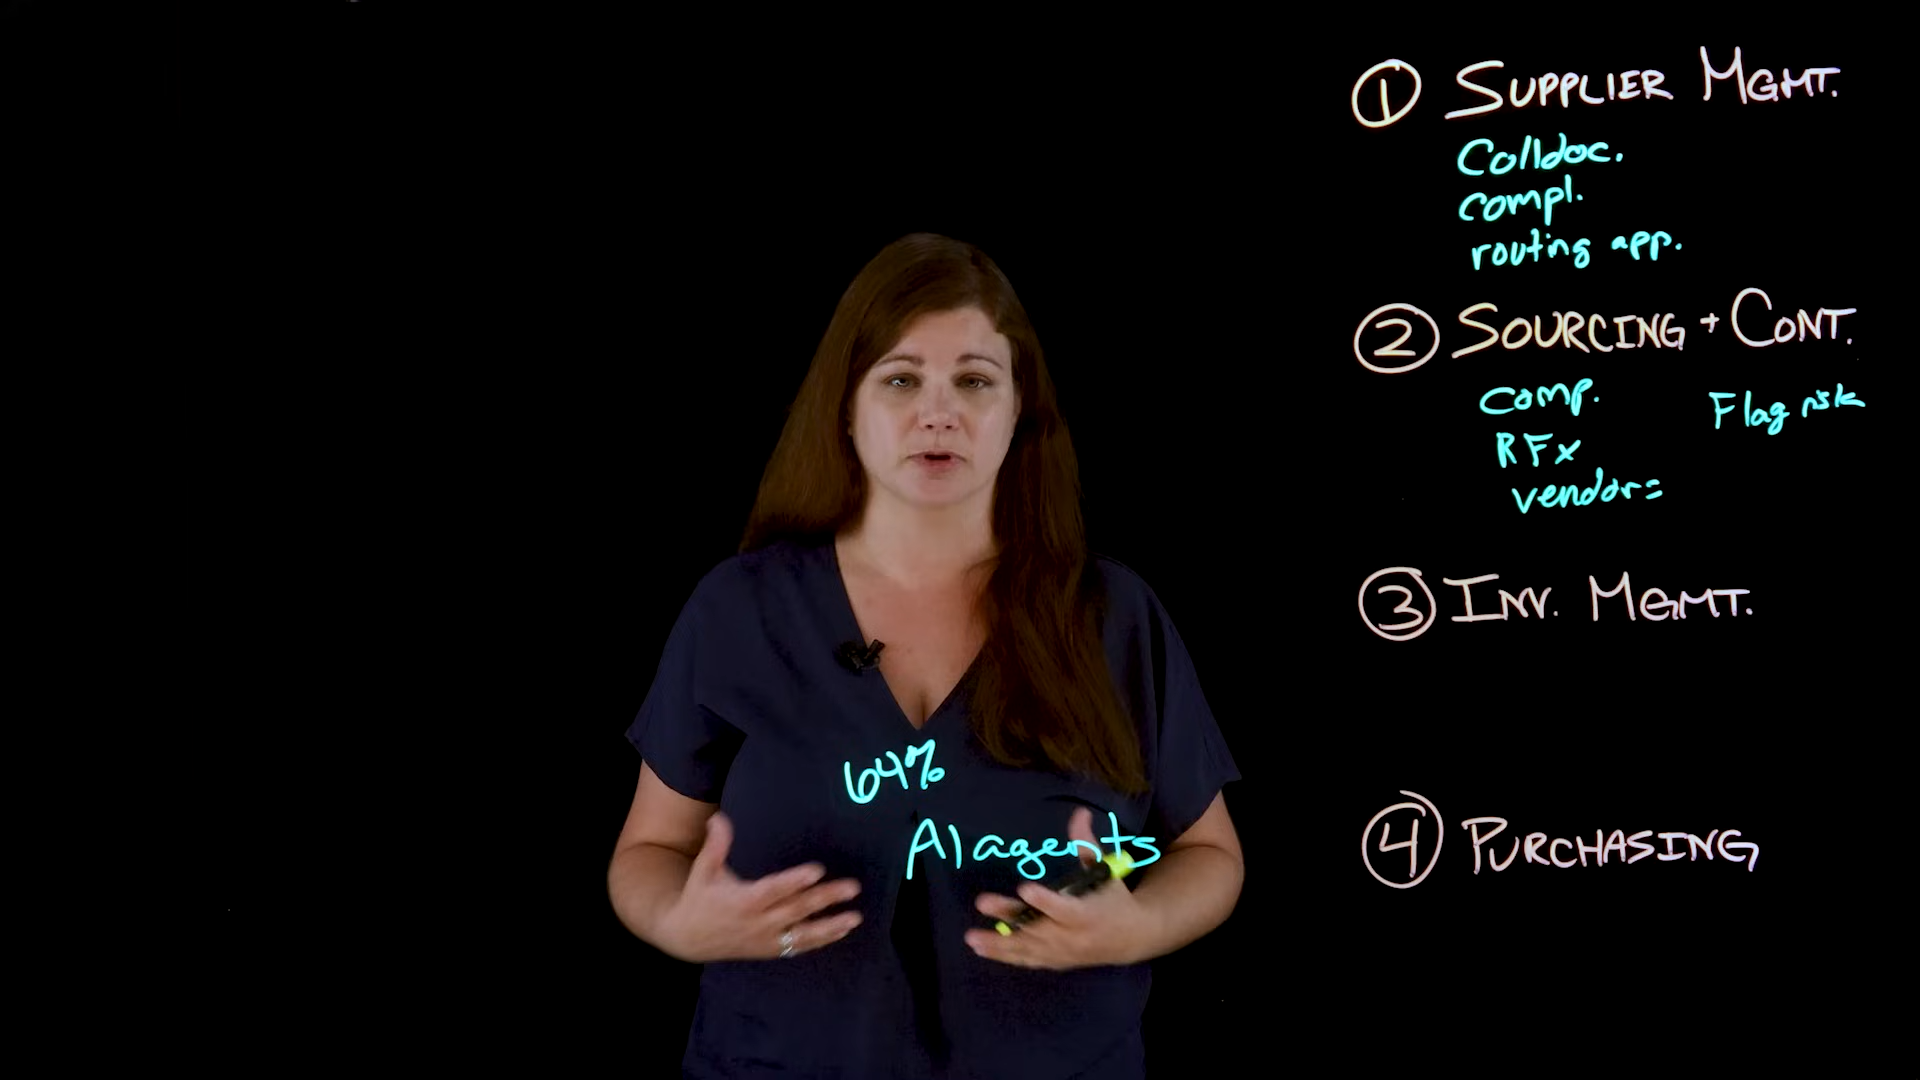 ① SUPPLIER MGMT.
Colldoc.
compl.
routing app.
② SOURCING + CONT.
comp.
Flag risk
RFx
vendors
③ INV. MGMT.
64%
AI agents
④ PURCHASING